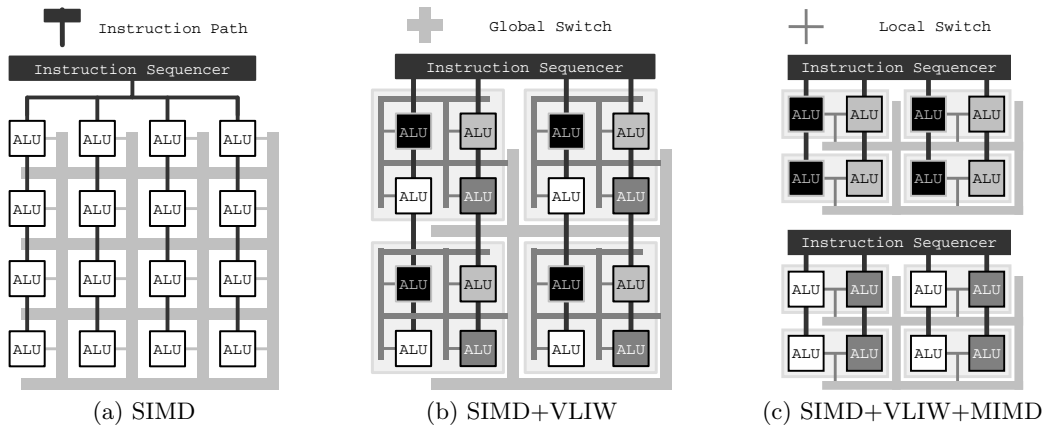 Instruction Path Global Switch Local Switch
Instruction Sequencer Instruction Sequencer Instruction Sequencer
ALU ALU ALU ALU ALU ALU ALU ALU ALU ALU ALU ALU
ALU ALU ALU ALU
ALU ALU ALU ALU ALU ALU ALU ALU
Instruction Sequencer
ALU ALU ALU ALU ALU ALU ALU ALU ALU ALU ALU ALU
ALU ALU ALU ALU ALU ALU ALU ALU ALU ALU ALU ALU
(a) SIMD (b) SIMD+VLIW (c) SIMD+VLIW+MIMD